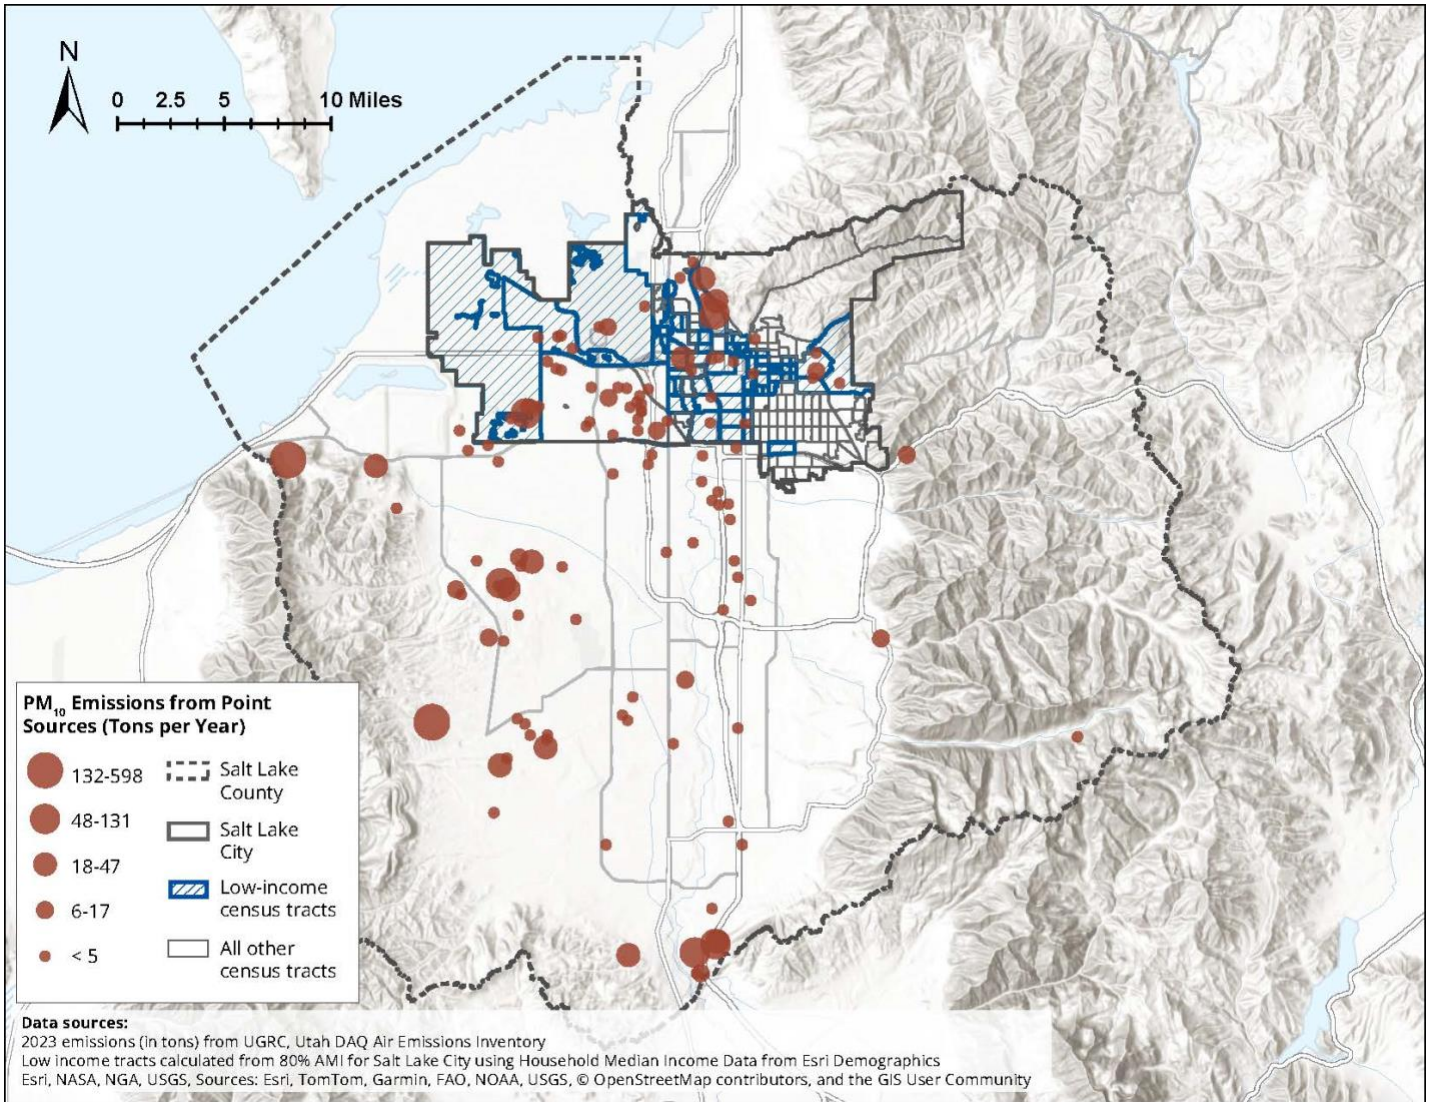 N
0 2.5 5 10 Miles
PM10 Emissions from Point
Sources (Tons per Year)
132-598
48-131
18-47
6-17
< 5
Salt Lake
County
Salt Lake
City
Low-income
census tracts
All other
census tracts
Data sources:
2023 emissions (in tons) from UGRC, Utah DAQ Air Emissions Inventory
Low income tracts calculated from 80% AMI for Salt Lake City using Household Median Income Data from Esri Demographics
Esri, NASA, NGA, USGS, Sources: Esri, TomTom, Garmin, FAO, NOAA, USGS, © OpenStreetMap contributors, and the GIS User Community